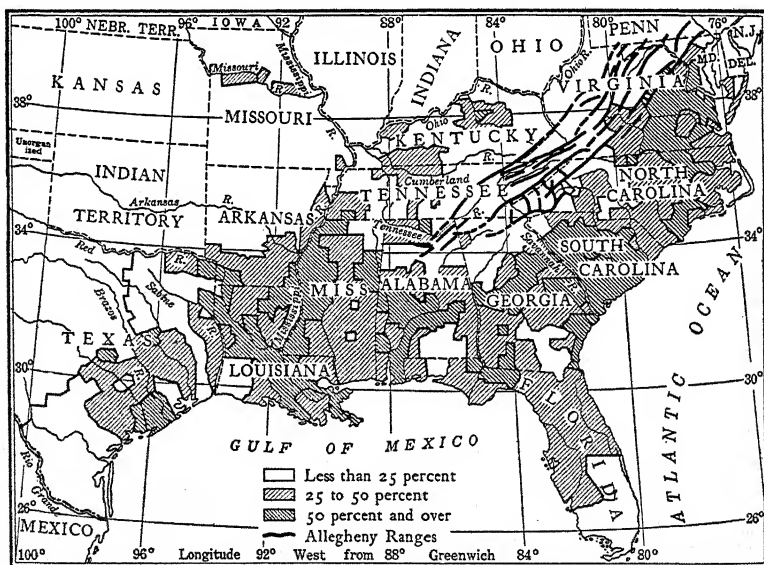 100° NEBR. TERR. 96° IOWA 92° 84° 80° PENN 76°
N.J.
MD.
DEL.
ILLINOIS
INDIANA
OHIO
Ohio R.
Missouri
R.
Mississippi
R.
KANSAS
38°
MISSOURI
VIRGINIA
38°
Ohio R.
KENTUCKY
Unorganized
INDIAN
TERRITORY
Arkansas R.
ARKANSAS
Cumberland R.
TENNESSEE
Tennessee R.
NORTH
CAROLINA
34°
Red R.
SOUTH
CAROLINA
34°
MISS
ALABAMA
GEORGIA
Mississippi
Brazos
R.
Sabine
R.
TEXAS
30°
LOUISIANA
30°
FLORIDA
GULF OF MEXICO
ATLANTIC OCEAN
Rio Grande
Less than 25 percent
25 to 50 percent
50 percent and over
Allegheny Ranges
26°
MEXICO
26°
100° 96° Longitude 92° West from 88° Greenwich 84° 80°